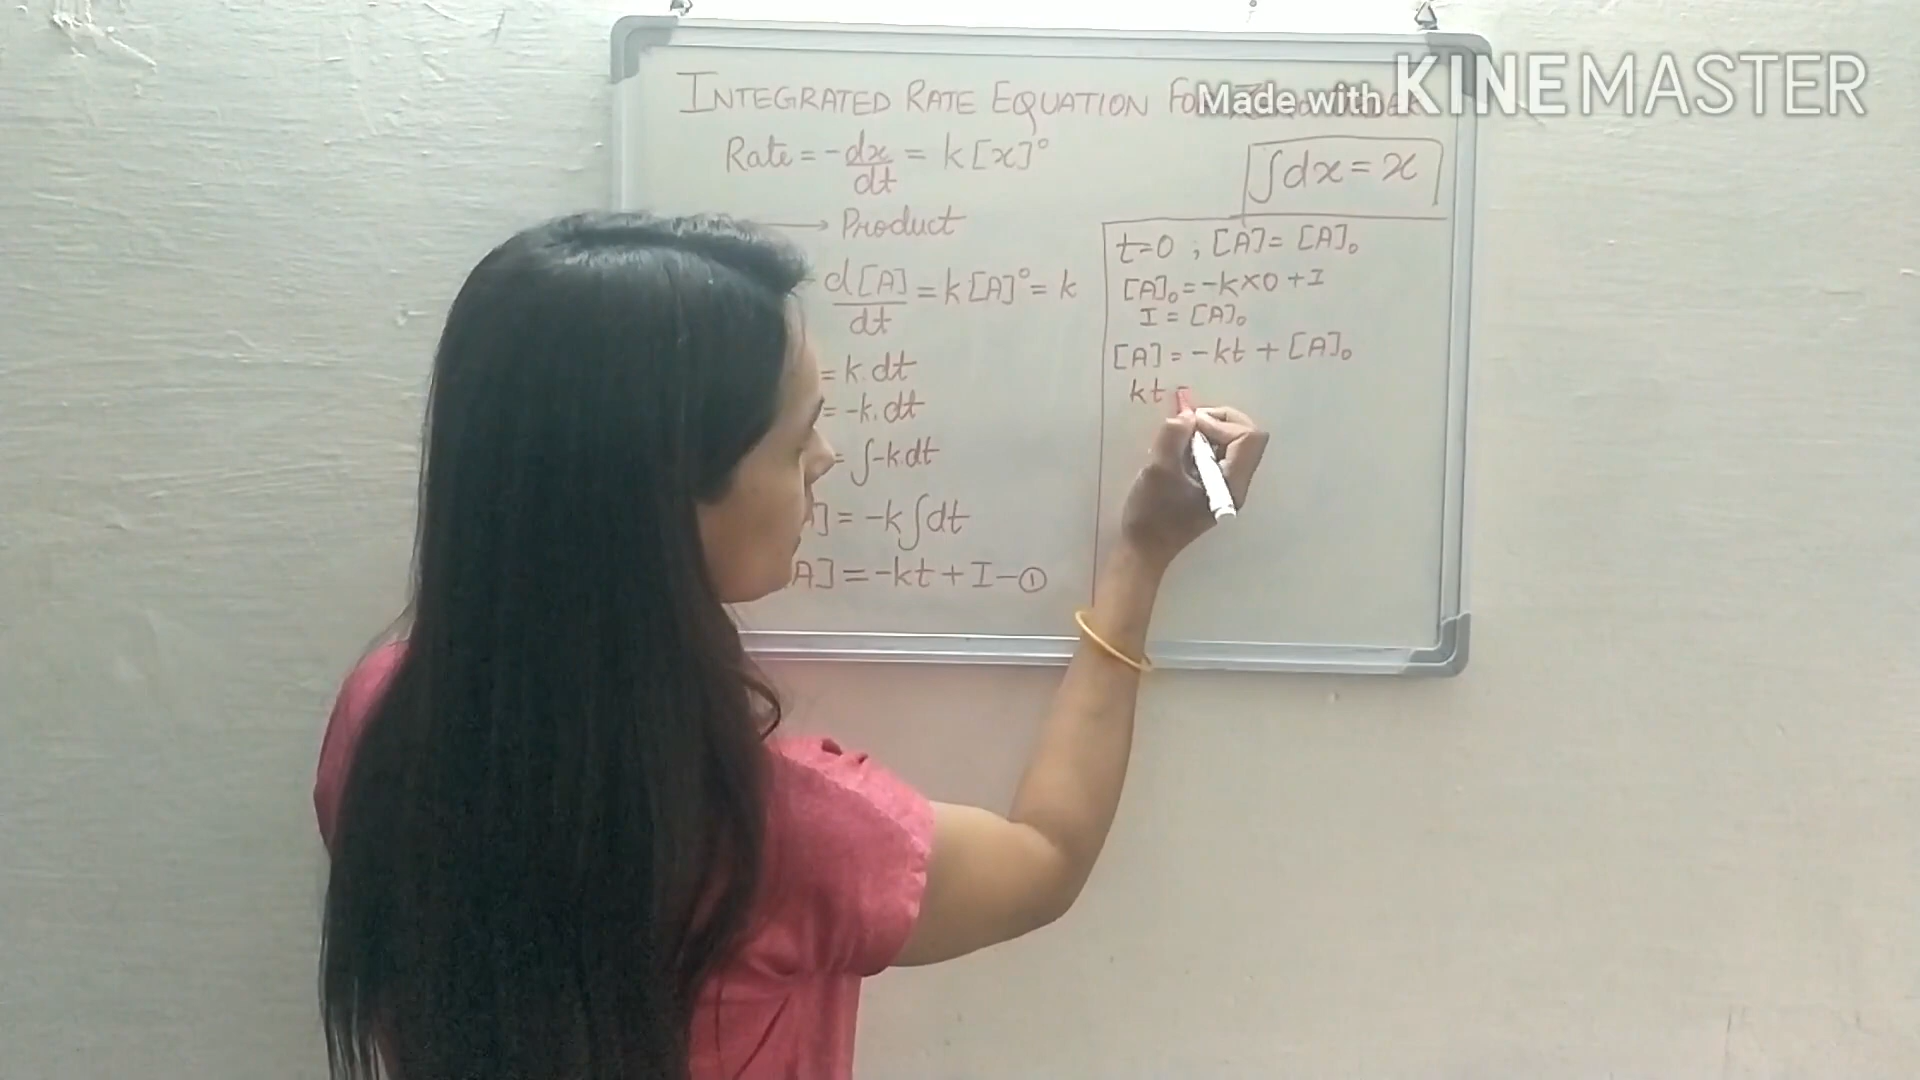 INTEGRATED RATE EQUATION FOR
Made with KINEMASTER
Rate = -dx/dt = k[x]°
∫dx = x
→ Product
d[A]/dt = k[A]° = k
= k.dt
= -k.dt
= ∫-k.dt
] = -k∫dt
A] = -kt + I -①
t=0 ; [A] = [A]₀
[A]₀ = -k×0 + I
I = [A]₀
[A] = -kt + [A]₀
kt =